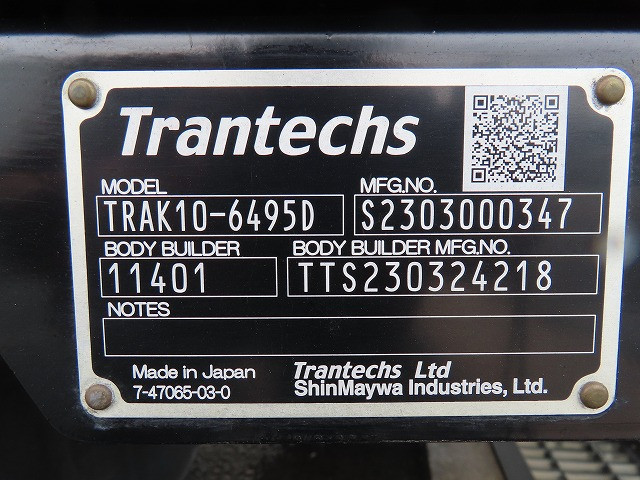 Trantechs
MODEL MFG.NO.
TRAK10-6495D S2303000347
BODY BUILDER BODY BUILDER MFG.NO.
11401 TTS230324218
NOTES
Made in Japan Trantechs Ltd
7-47065-03-0 ShinMaywa Industries, Ltd.